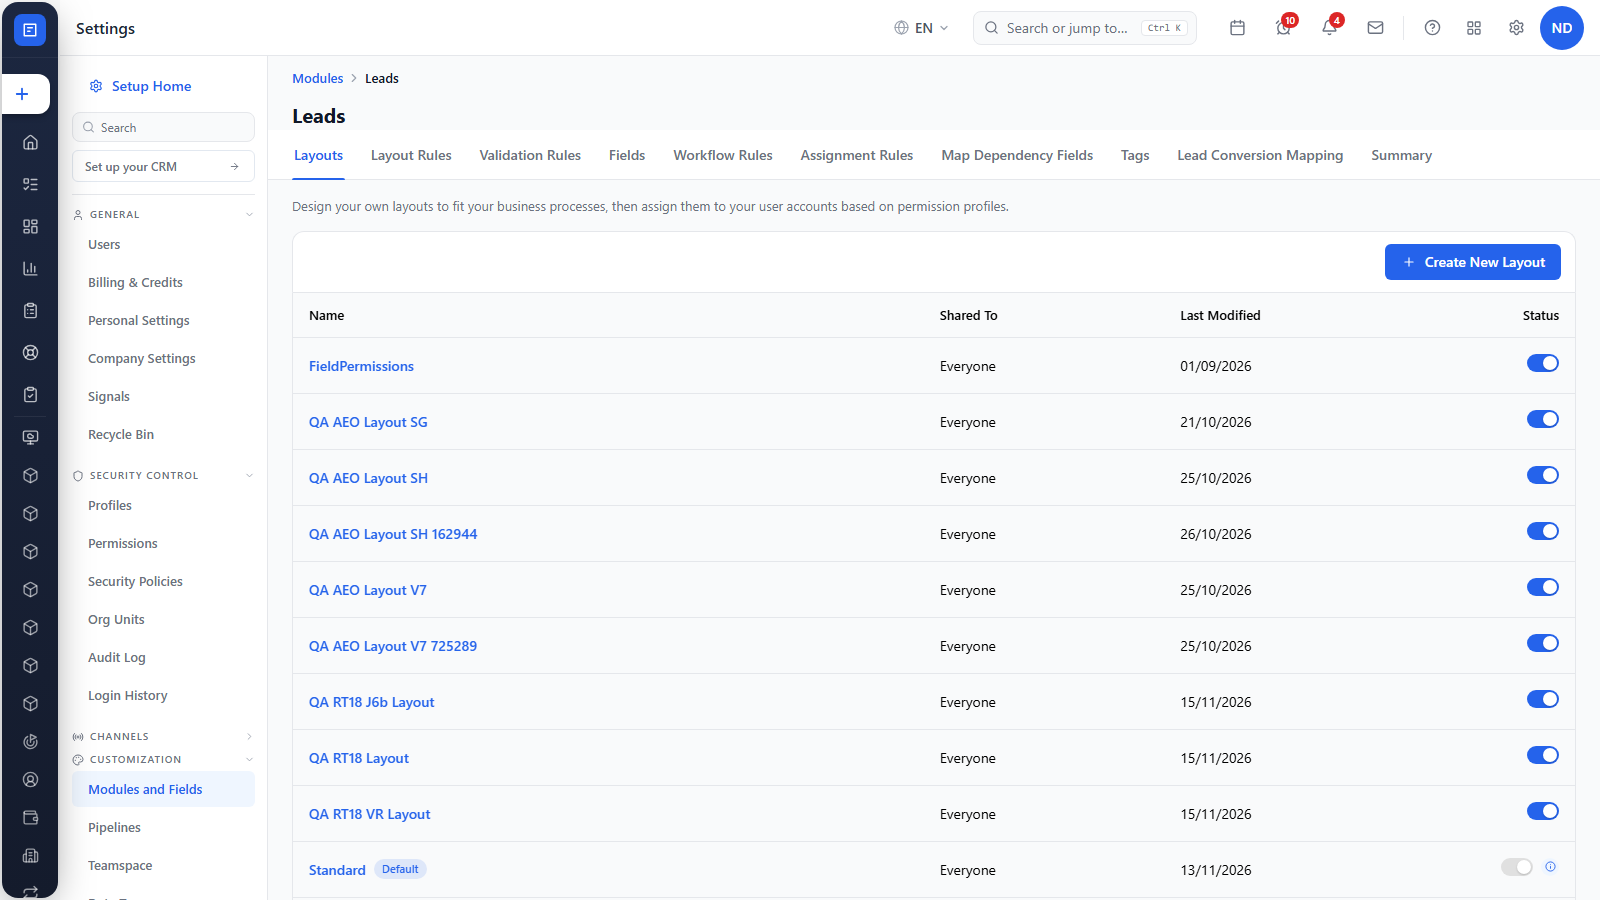 Settings
EN
Search or jump to...
Ctrl K
10
4
ND
Setup Home
Search
Set up your CRM
GENERAL
Users
Billing & Credits
Personal Settings
Company Settings
Signals
Recycle Bin
SECURITY CONTROL
Profiles
Permissions
Security Policies
Org Units
Audit Log
Login History
CHANNELS
CUSTOMIZATION
Modules and Fields
Pipelines
Teamspace
Modules > Leads
Leads
Layouts Layout Rules Validation Rules Fields Workflow Rules Assignment Rules Map Dependency Fields Tags Lead Conversion Mapping Summary
Design your own layouts to fit your business processes, then assign them to your user accounts based on permission profiles.
+ Create New Layout
Name Shared To Last Modified Status
FieldPermissions Everyone 01/09/2026
QA AEO Layout SG Everyone 21/10/2026
QA AEO Layout SH Everyone 25/10/2026
QA AEO Layout SH 162944 Everyone 26/10/2026
QA AEO Layout V7 Everyone 25/10/2026
QA AEO Layout V7 725289 Everyone 25/10/2026
QA RT18 J6b Layout Everyone 15/11/2026
QA RT18 Layout Everyone 15/11/2026
QA RT18 VR Layout Everyone 15/11/2026
Standard Default Everyone 13/11/2026